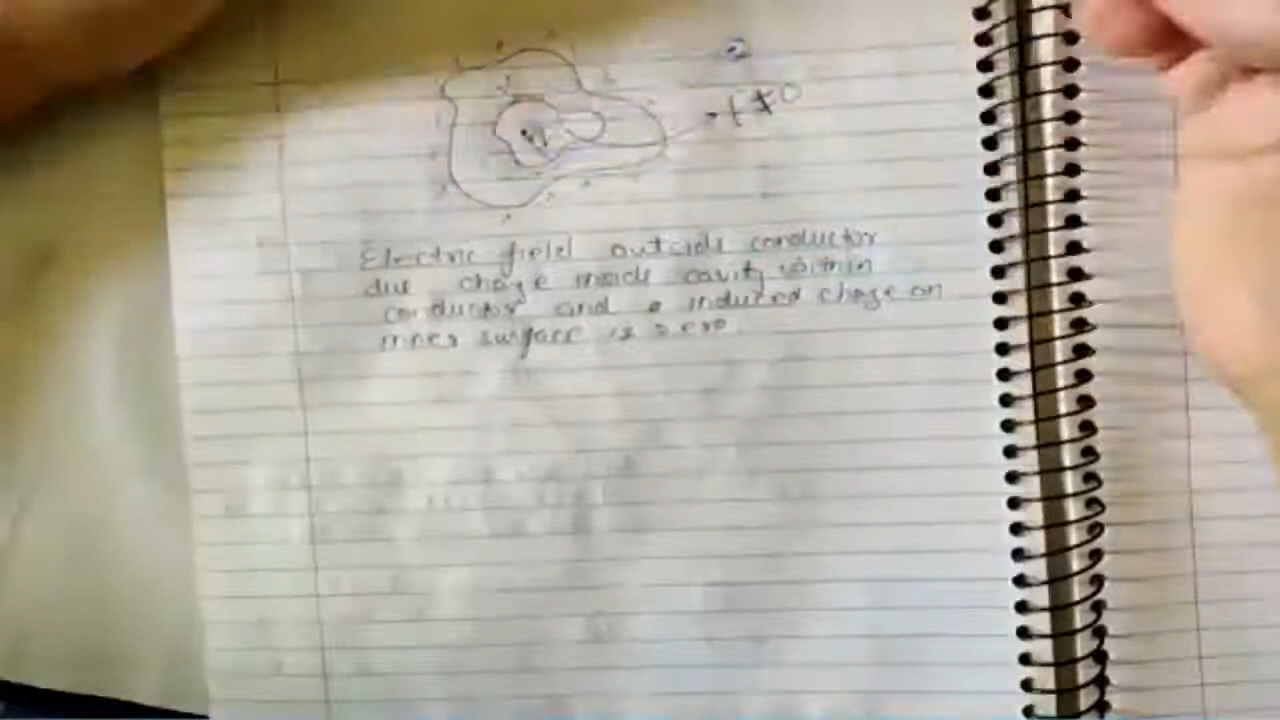 ≠0
Electric field outside conductor
due charge inside cavity within
conductor and induced charge on
inner surface is zero